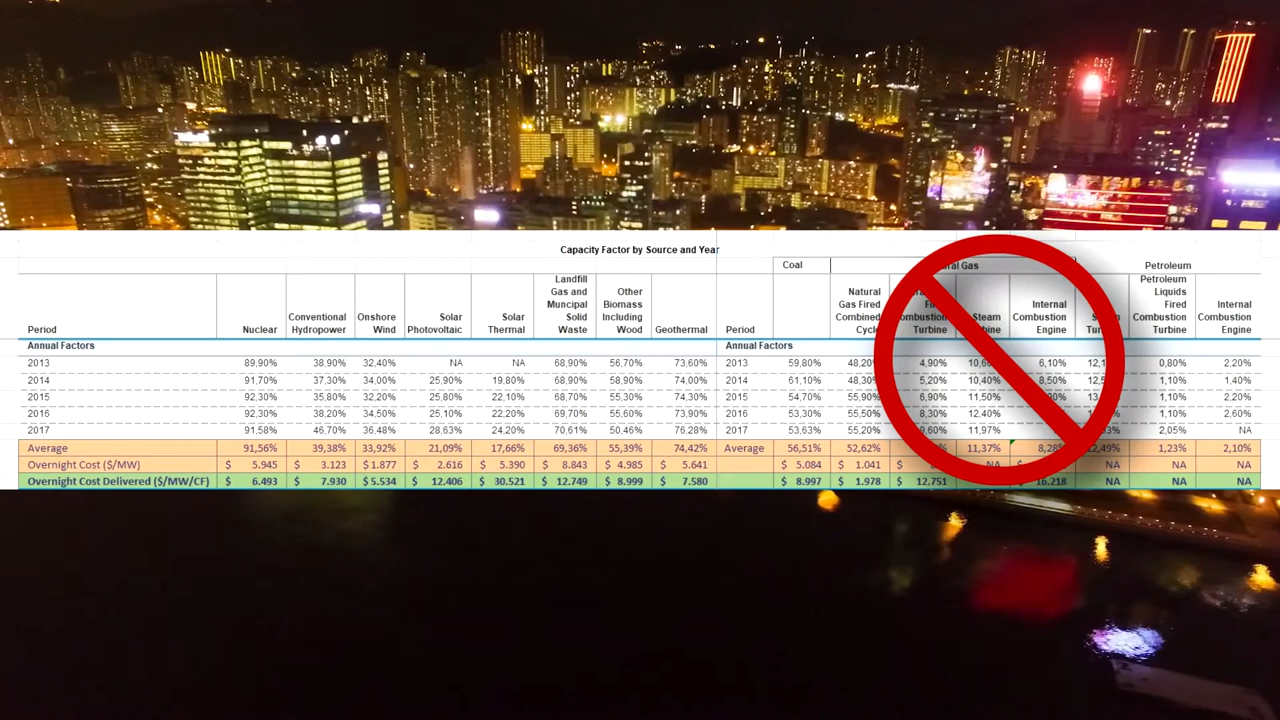 Capacity Factor by Source and Year
Coal Gas Petroleum
Period Nuclear Conventional Hydropower Onshore Wind Solar Photovoltaic Solar Thermal Landfill Gas and Muncipal Solid Waste Other Biomass Including Wood Geothermal Period Natural Gas Fired Combined Cycle Turbine Steam Internal Combustion Engine Petroleum Liquids Fired Combustion Turbine Internal Combustion Engine
Annual Factors Annual Factors
2013 89,90% 38,90% 32,40% NA NA 68,90% 56,70% 73,60% 2013 59,80% 48,20% 4,90% 6,10% 0,80% 2,20%
2014 91,70% 37,30% 34,00% 25,90% 19,80% 68,90% 58,90% 74,00% 2014 61,10% 48,30% 5,20% 10,40% 8,50% 1,10% 1,40%
2015 92,30% 35,80% 32,20% 25,80% 22,10% 68,70% 55,30% 74,30% 2015 54,70% 55,90% 6,90% 11,50% 1,10% 2,20%
2016 92,30% 38,20% 34,50% 25,10% 22,20% 69,70% 55,60% 73,90% 2016 53,30% 55,50% 8,30% 12,40% 1,10% 2,60%
2017 91,58% 46,70% 36,48% 28,63% 24,20% 70,61% 50,46% 76,28% 2017 53,63% 55,20% 9,60% 11,97% 2,05% NA
Average 91,56% 39,38% 33,92% 21,09% 17,66% 69,36% 55,39% 74,42% Average 56,51% 52,62% 11,37% 8,28% 12,49% 1,23% 2,10%
Overnight Cost ($/MW) $ 5.945 $ 3.123 $ 1.877 $ 2.616 $ 5.390 $ 8.843 $ 4.985 $ 5.641 $ 5.084 $ 1.041 $ NA $ NA NA NA
Overnight Cost Delivered ($/MW/CF) $ 6.493 $ 7.930 $ 5.534 $ 12.406 $ 30.521 $ 12.749 $ 8.999 $ 7.580 $ 8.997 $ 1.978 $ 12.751 16.218 NA NA NA